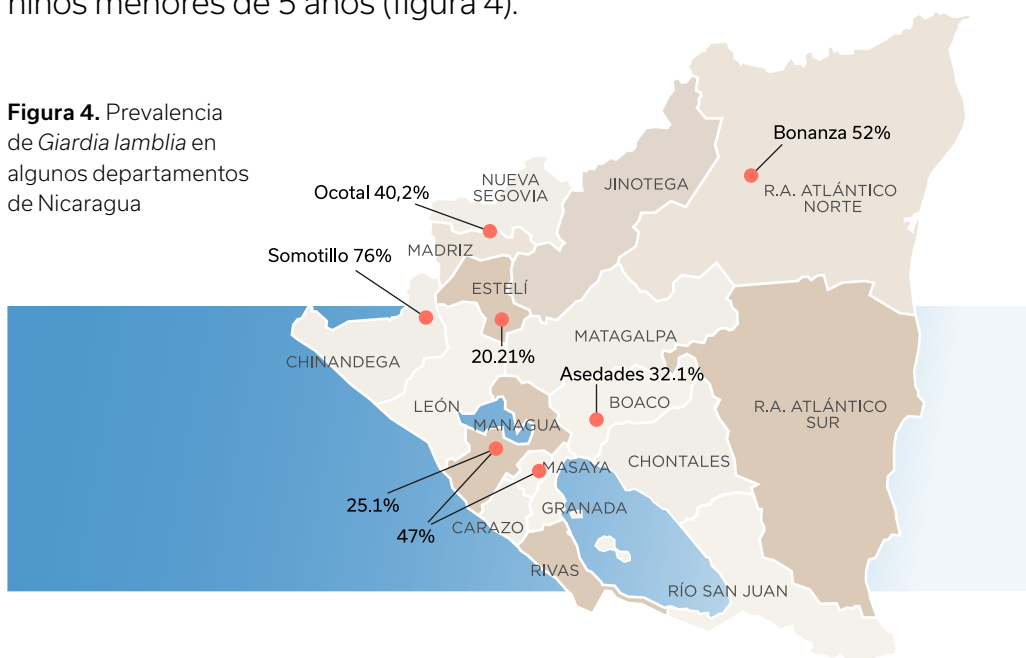 niños menores de 5 años (figura 4).
Figura 4. Prevalencia
de Giardia lamblia en
algunos departamentos
de Nicaragua
Bonanza 52%
JINOTEGA
R.A. ATLÁNTICO
NORTE
NUEVA
SEGOVIA
Ocotal 40,2%
Somotillo 76%
MADRIZ
ESTELÍ
20.21%
MATAGALPA
CHINANDEGA
Asedades 32.1%
BOACO
LEÓN
R.A. ATLÁNTICO
SUR
MANAGUA
MASAYA
CHONTALES
25.1%
47%
GRANADA
CARAZO
RIVAS
RÍO SAN JUAN